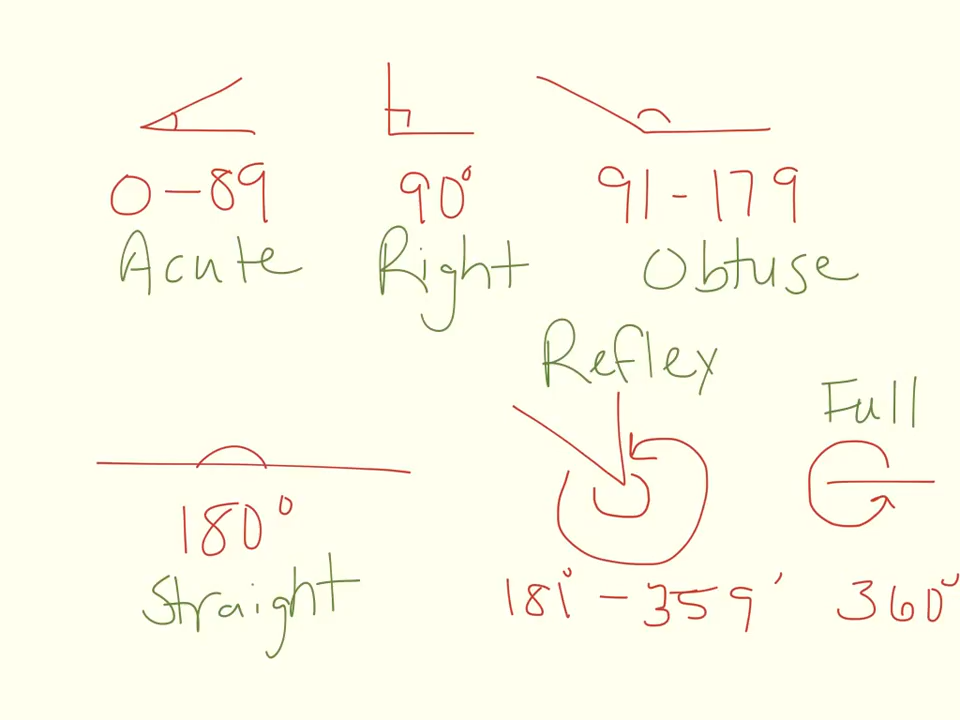 0-89 90° 91-179
Acute Right Obtuse
Reflex
Full
180°
Straight
181° - 359°
360°